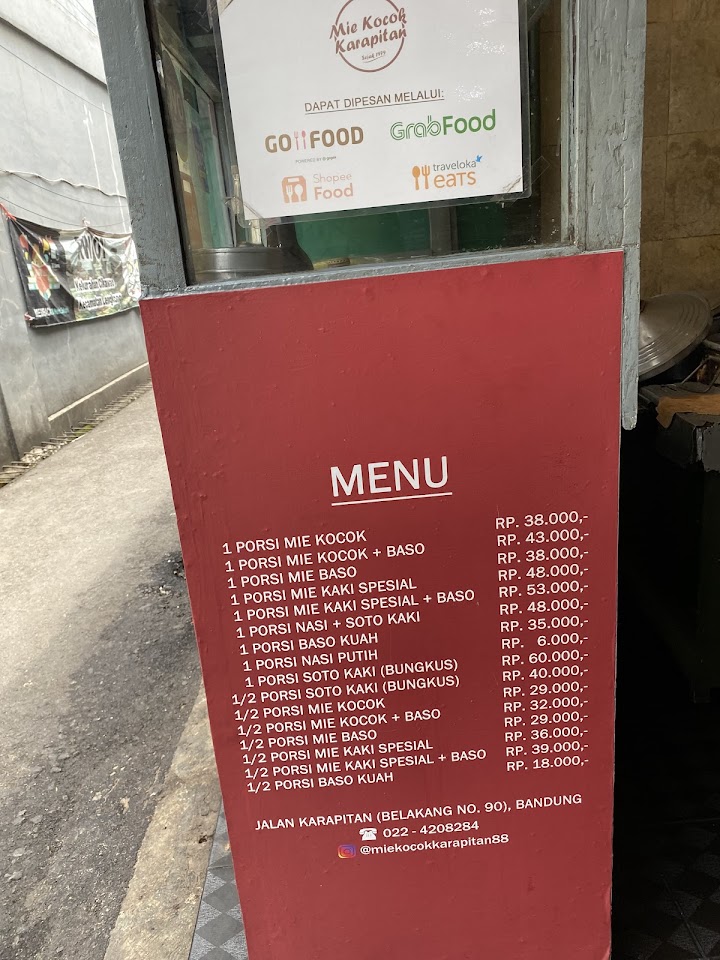 Mie Kocok
Karapitan
Sejak 1979
DAPAT DIPESAN MELALUI:
GOFOOD
GrabFood
Shopee
Food
traveloka
eats
MENU
1 PORSI MIE KOCOK RP. 38.000,-
1 PORSI MIE KOCOK + BASO RP. 43.000,-
1 PORSI MIE BASO RP. 38.000,-
1 PORSI MIE KAKI SPESIAL RP. 48.000,-
1 PORSI MIE KAKI SPESIAL + BASO RP. 53.000,-
1 PORSI NASI + SOTO KAKI RP. 48.000,-
1 PORSI BASO KUAH RP. 35.000,-
1 PORSI NASI PUTIH RP. 6.000,-
1 PORSI SOTO KAKI (BUNGKUS) RP. 60.000,-
1/2 PORSI SOTO KAKI (BUNGKUS) RP. 40.000,-
1/2 PORSI MIE KOCOK RP. 29.000,-
1/2 PORSI MIE KOCOK + BASO RP. 32.000,-
1/2 PORSI MIE BASO RP. 29.000,-
1/2 PORSI MIE KAKI SPESIAL RP. 36.000,-
1/2 PORSI MIE KAKI SPESIAL + BASO RP. 39.000,-
1/2 PORSI BASO KUAH RP. 18.000,-
JALAN KARAPITAN (BELAKANG NO. 90), BANDUNG
☎ 022 - 4208284
@miekocokkarapitan88